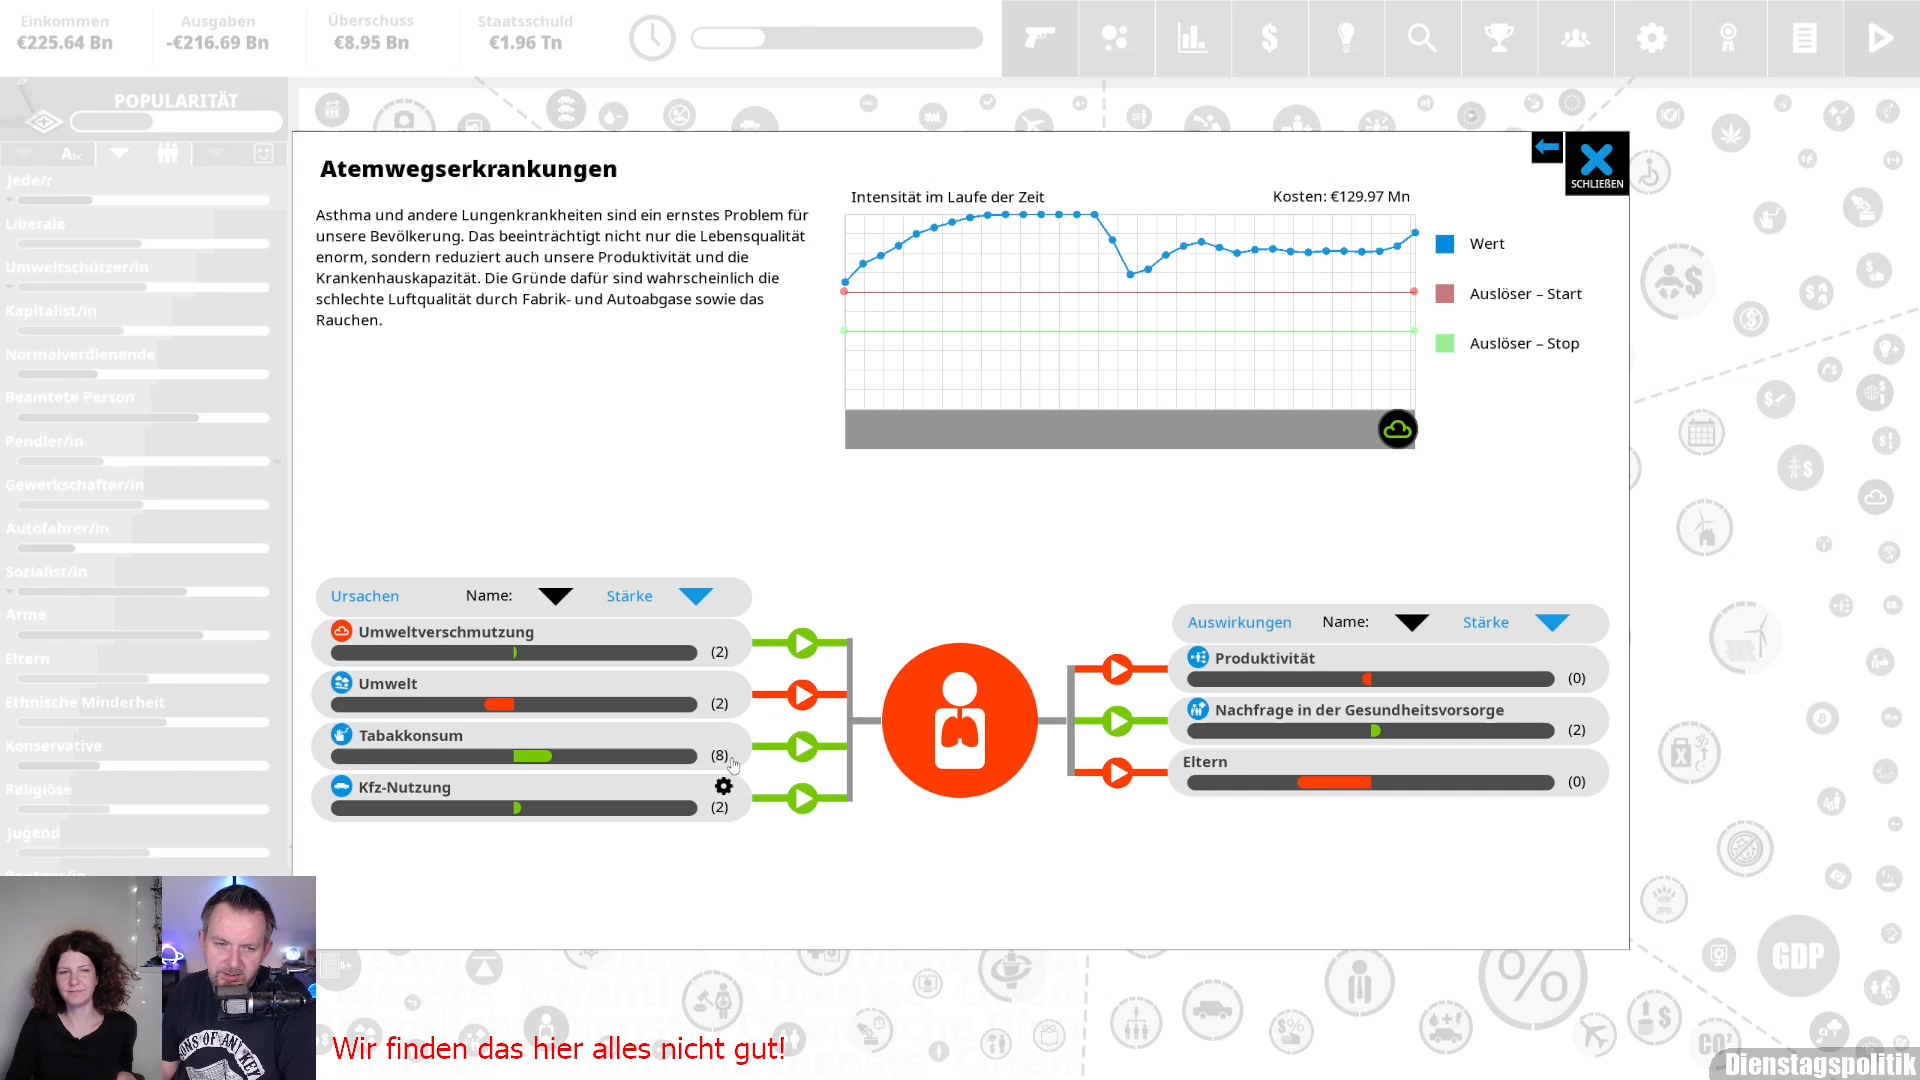 Einkommen
€225.64 Bn
Ausgaben
-€216.69 Bn
Überschuss
€8.95 Bn
Staatsschuld
€1.96 Tn
POPULARITÄT
Abc
Jede/r
Liberale
Umweltschützer/in
Kapitalist/in
Normalverdienende
Beamtete Person
Pendler/in
Gewerkschafter/in
Autofahrer/in
Sozialist/in
Arme
Eltern
Ethnische Minderheit
Konservative
Religiöse
Jugend
Atemwegserkrankungen
Asthma und andere Lungenkrankheiten sind ein ernstes Problem für
unsere Bevölkerung. Das beeinträchtigt nicht nur die Lebensqualität
enorm, sondern reduziert auch unsere Produktivität und die
Krankenhauskapazität. Die Gründe dafür sind wahrscheinlich die
schlechte Luftqualität durch Fabrik- und Autoabgase sowie das
Rauchen.
Intensität im Laufe der Zeit
Kosten: €129.97 Mn
Wert
Auslöser – Start
Auslöser – Stop
SCHLIEẞEN
Ursachen Name: Stärke
Umweltverschmutzung
(2)
Umwelt
(2)
Tabakkonsum
(8)
Kfz-Nutzung
(2)
Auswirkungen Name: Stärke
Produktivität
(0)
Nachfrage in der Gesundheitsvorsorge
(2)
Eltern
(0)
GDP
CO²
SONS OF ANY KEY
Wir finden das hier alles nicht gut!
Dienstagspolitik